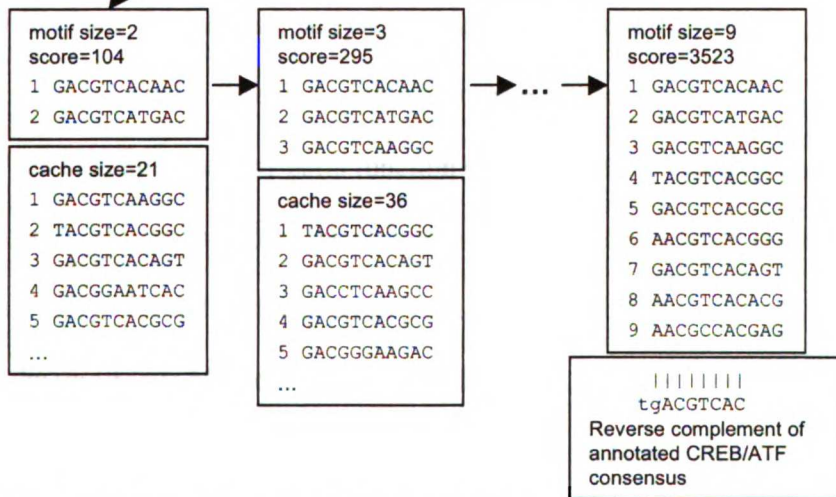 motif size=2
score=104
1 GACGTCACAAC
2 GACGTCATGAC
cache size=21
1 GACGTCAAGGC
2 TACGTCACGGC
3 GACGTCACAGT
4 GACGGAATCAC
5 GACGTCACGCG
...
motif size=3
score=295
1 GACGTCACAAC
2 GACGTCATGAC
3 GACGTCAAGGC
cache size=36
1 TACGTCACGGC
2 GACGTCACAGT
3 GACCTCAAGCC
4 GACGTCACGCG
5 GACGGGAAGAC
...
...
motif size=9
score=3523
1 GACGTCACAAC
2 GACGTCATGAC
3 GACGTCAAGGC
4 TACGTCACGGC
5 GACGTCACGCG
6 AACGTCACGGG
7 GACGTCACAGT
8 AACGTCACACG
9 AACGCCACGAG
||||||||
tgACGTCAC
Reverse complement of
annotated CREB/ATF
consensus